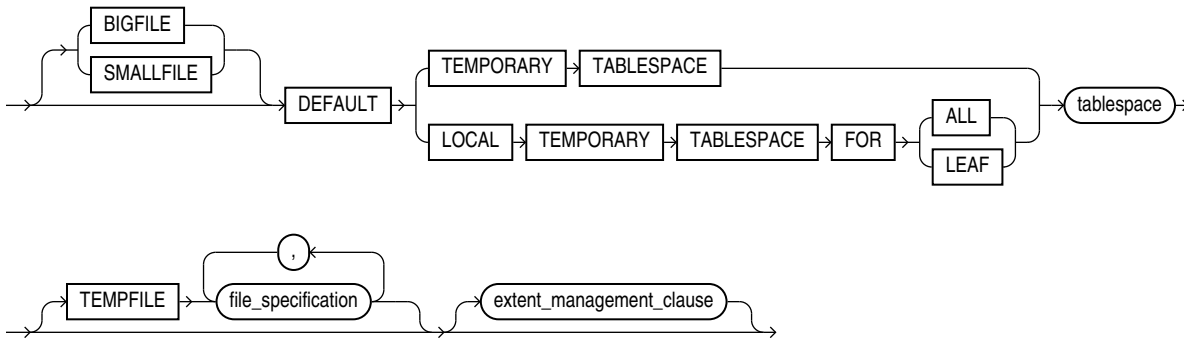 BIGFILE
SMALLFILE
DEFAULT
TEMPORARY TABLESPACE
LOCAL TEMPORARY TABLESPACE FOR
ALL
LEAF
tablespace
,
TEMPFILE file_specification extent_management_clause